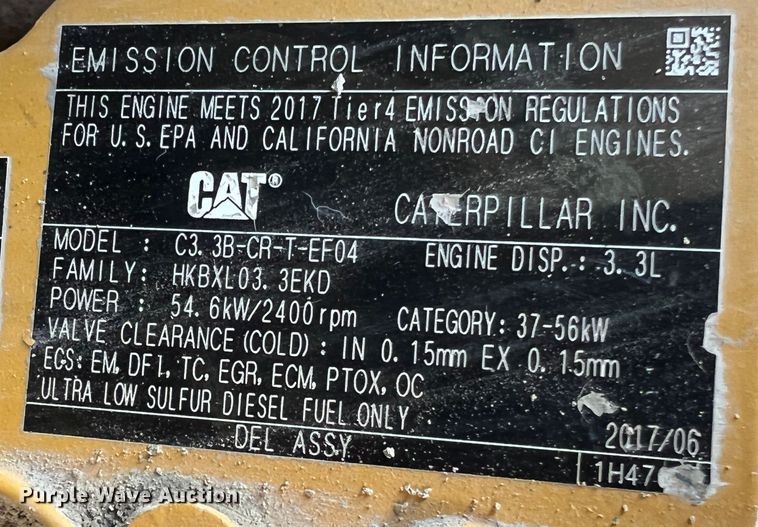 EMISSION CONTROL INFORMATION
THIS ENGINE MEETS 2017 Tier4 EMISSION REGULATIONS
FOR U.S.EPA AND CALIFORNIA NONROAD CI ENGINES.
CAT® CATERPILLAR INC.
MODEL : C3.3B-CR-T-EF04 ENGINE DISP.: 3.3L
FAMILY: HKBXL03.3EKD
POWER : 54.6kW/2400rpm CATEGORY: 37-56kW
VALVE CLEARANCE(COLD) : IN 0.15mm EX 0.15mm
ECS: EM, DFI, TC, EGR, ECM, PTOX, OC
ULTRA LOW SULFUR DIESEL FUEL ONLY
DEL ASSY 2017/06
Purple Wave Auction